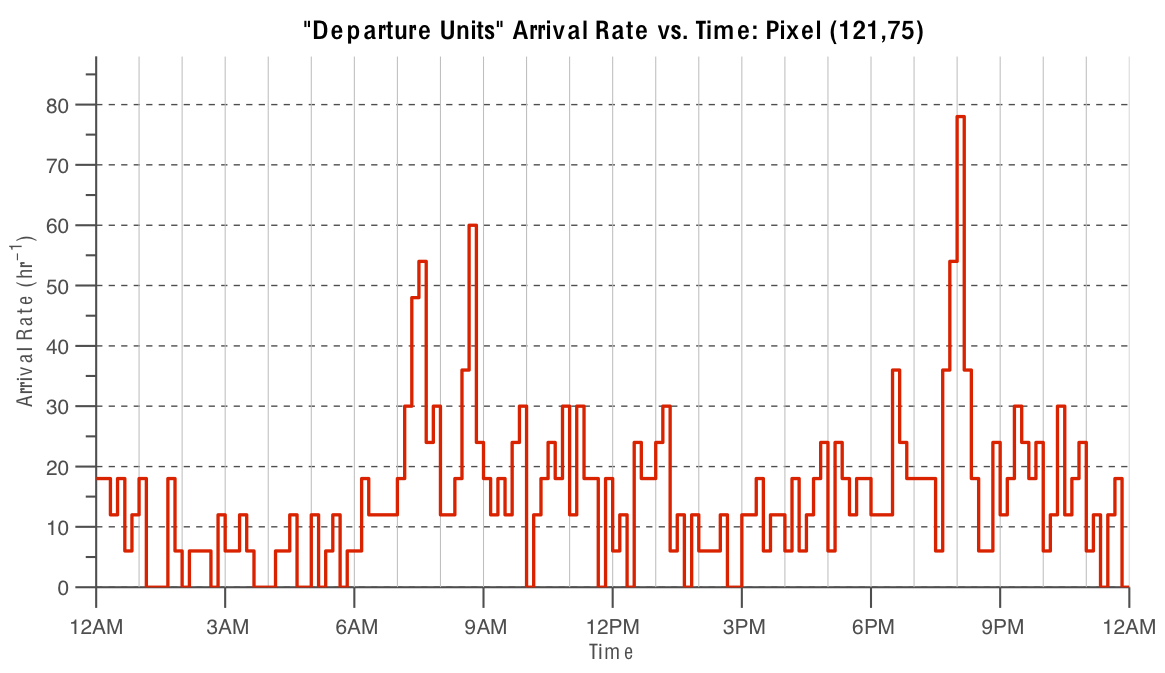 "Departure Units" Arrival Rate vs. Time: Pixel (121,75)
80
70
60
50
40
30
20
10
0
Arrival Rate (hr⁻¹)
12AM 3AM 6AM 9AM 12PM 3PM 6PM 9PM 12AM
Time